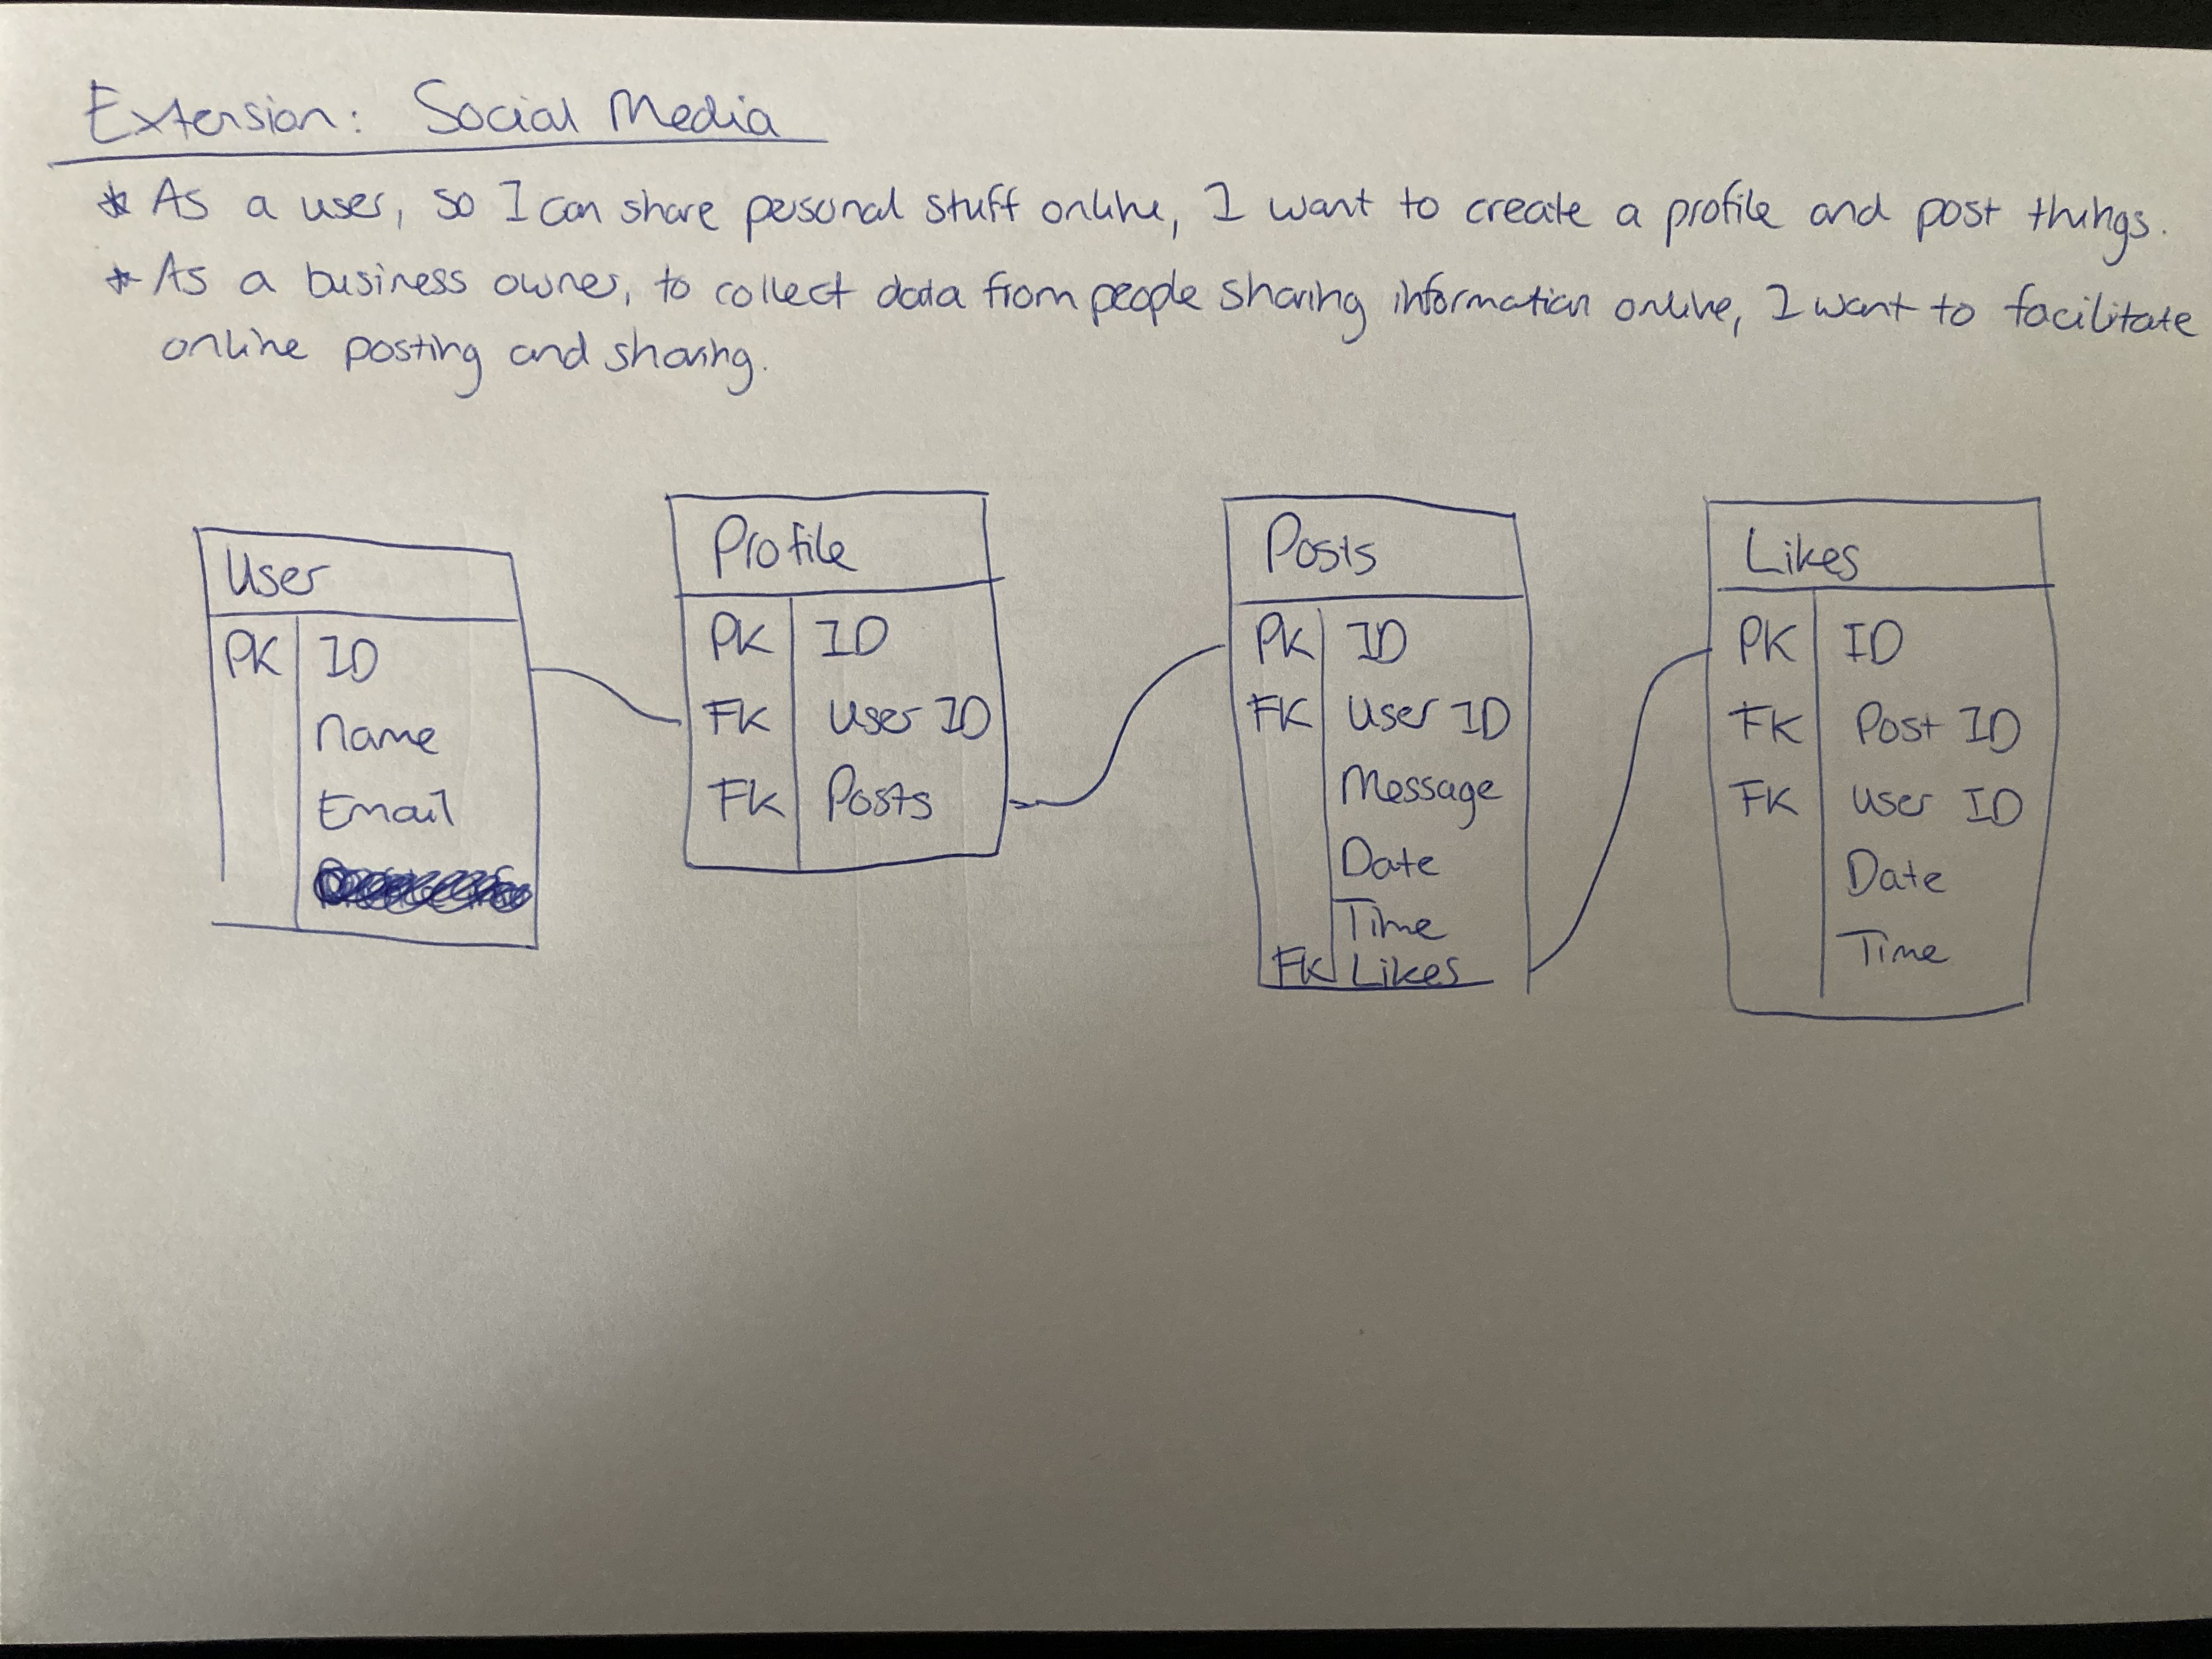 Extension: Social Media
* As a user, so I can share personal stuff online, I want to create a profile and post things.
* As a business owner, to collect data from people sharing information online, I want to facilitate
online posting and sharing.
User
PK ID
Name
Email
Profile
PK ID
FK User ID
FK Posts
Posts
PK ID
FK User ID
Message
Date
Time
FK Likes
Likes
PK ID
FK Post ID
FK User ID
Date
Time